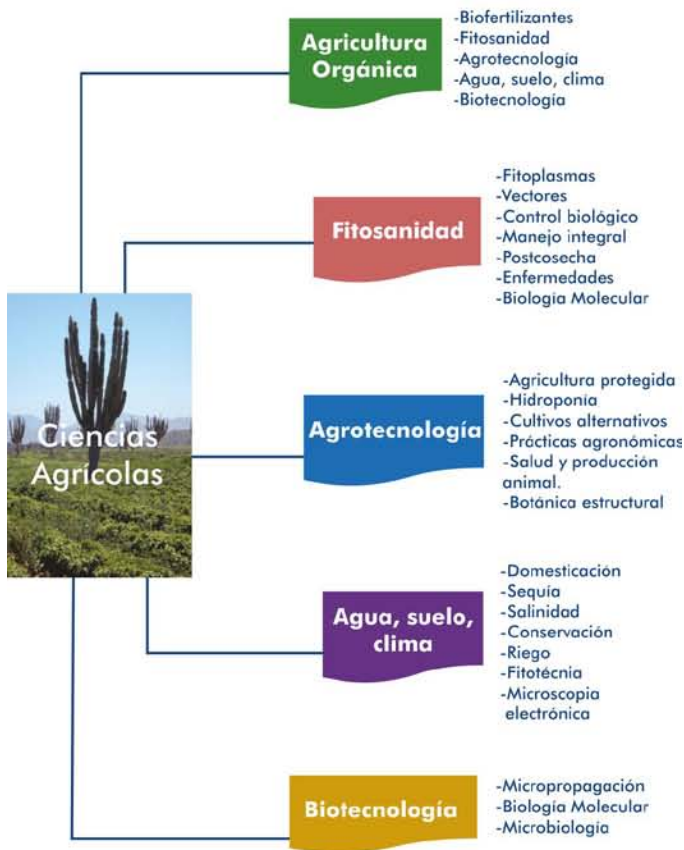 Agricultura
Orgánica
-Biofertilizantes
-Fitosanidad
-Agrotecnología
-Agua, suelo, clima
-Biotecnología
Fitosanidad
-Fitoplasmas
-Vectores
-Control biológico
-Manejo integral
-Postcosecha
-Enfermedades
-Biología Molecular
Ciencias
Agrícolas
Agrotecnología
-Agricultura protegida
-Hidroponía
-Cultivos alternativos
-Prácticas agronómicas
-Salud y producción
animal.
-Botánica estructural
Agua, suelo,
clima
-Domesticación
-Sequía
-Salinidad
-Conservación
-Riego
-Fitotécnía
-Microscopia
electrónica
Biotecnología
-Micropropagación
-Biología Molecular
-Microbiología